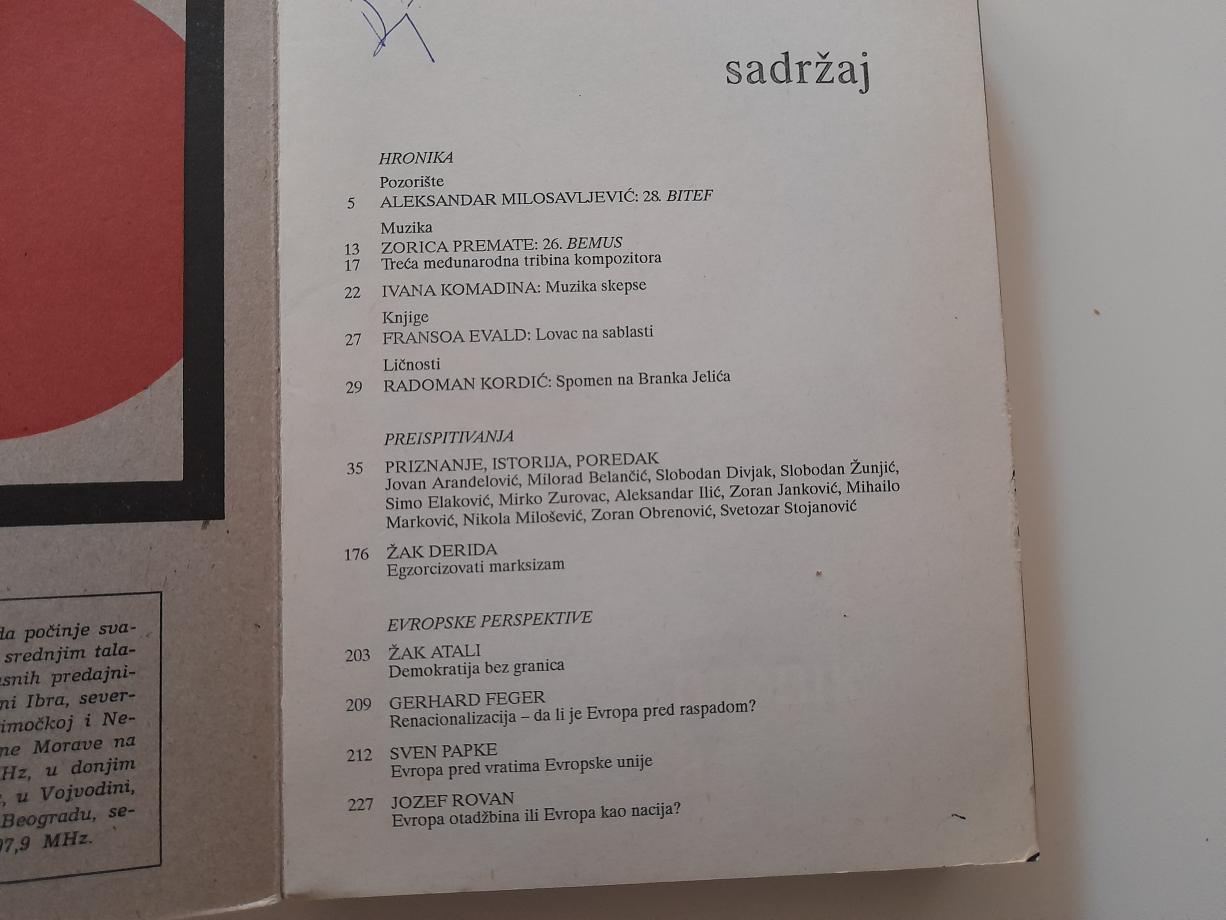 sadržaj
HRONIKA
Pozorište
5 ALEKSANDAR MILOSAVLJEVIĆ: 28. BITEF
Muzika
13 ZORICA PREMATE: 26. BEMUS
17 Treća međunarodna tribina kompozitora
22 IVANA KOMADINA: Muzika skepse
Knjige
27 FRANSOA EVALD: Lovac na sablasti
Ličnosti
29 RADOMAN KORDIĆ: Spomen na Branka Jelića
PREISPITIVANJA
35 PRIZNANJE, ISTORIJA, POREDAK
Jovan Aranđelović, Milorad Belančić, Slobodan Divjak, Slobodan Žunjić,
Simo Elaković, Mirko Zurovac, Aleksandar Ilić, Zoran Janković, Mihailo
Marković, Nikola Milošević, Zoran Obrenović, Svetozar Stojanović
176 ŽAK DERIDA
Egzorcizovati marksizam
EVROPSKE PERSPEKTIVE
203 ŽAK ATALI
Demokratija bez granica
209 GERHARD FEGER
Renacionalizacija – da li je Evropa pred raspadom?
212 SVEN PAPKE
Evropa pred vratima Evropske unije
227 JOZEF ROVAN
Evropa otadžbina ili Evropa kao nacija?
da počinje sva-
srednjim tala-
snih predajni-
ni Ibra, sever-
imočkoj i Ne-
ne Morave na
Hz, u donjim
, u Vojvodini,
Beogradu, se-
97,9 MHz.